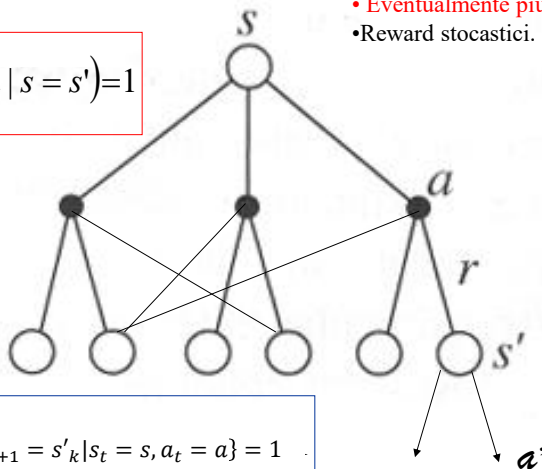 • Eventualmente più
•Reward stocastici.
s
| s = s')=1
a
r
s'
₊₁ = s'ₖ|sₜ = s, aₜ = a} = 1
a'